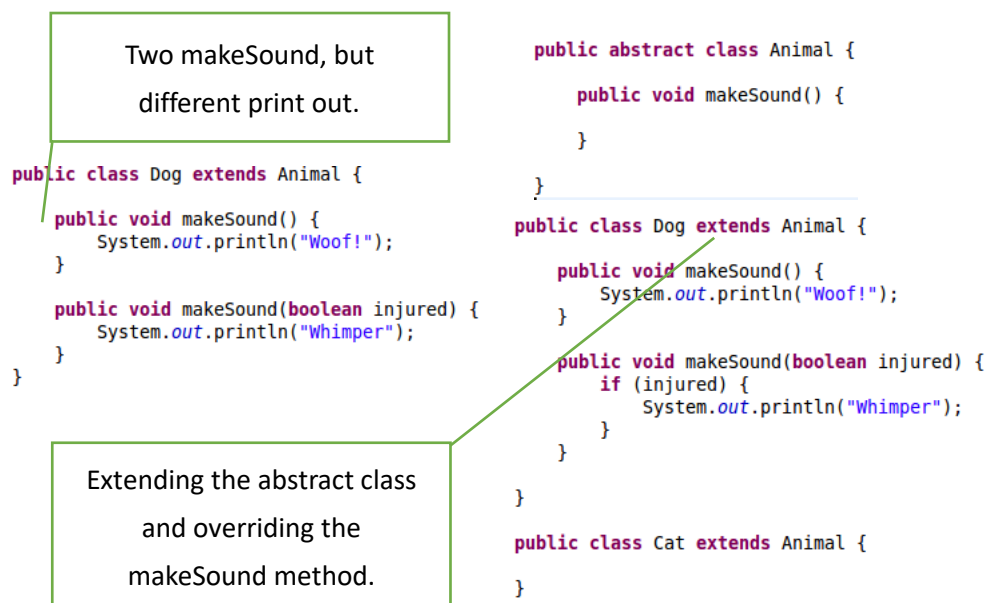 Two makeSound, but
different print out.
public class Dog extends Animal {
public void makeSound() {
System.out.println("Woof!");
}
public void makeSound(boolean injured) {
System.out.println("Whimper");
}
}
public abstract class Animal {
public void makeSound() {
}
}
public class Dog extends Animal {
public void makeSound() {
System.out.println("Woof!");
}
public void makeSound(boolean injured) {
if (injured) {
System.out.println("Whimper");
}
}
}
public class Cat extends Animal {
}
Extending the abstract class
and overriding the
makeSound method.